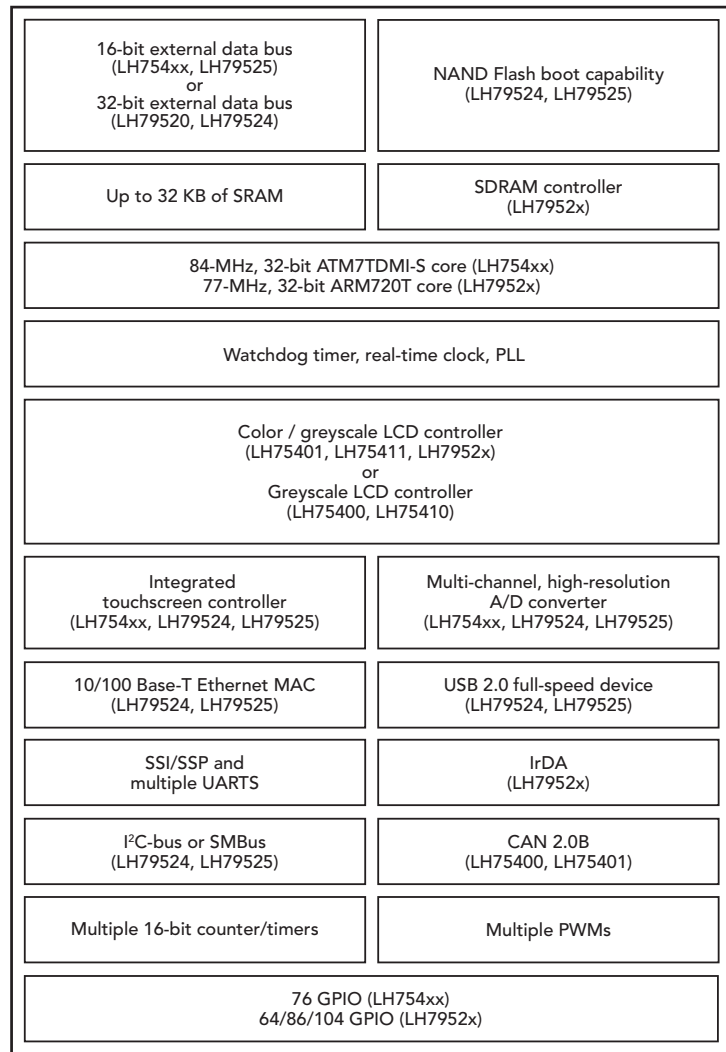 16-bit external data bus
(LH754xx, LH79525)
or
32-bit external data bus
(LH79520, LH79524)
NAND Flash boot capability
(LH79524, LH79525)
Up to 32 KB of SRAM
SDRAM controller
(LH7952x)
84-MHz, 32-bit ATM7TDMI-S core (LH754xx)
77-MHz, 32-bit ARM720T core (LH7952x)
Watchdog timer, real-time clock, PLL
Color / greyscale LCD controller
(LH75401, LH75411, LH7952x)
or
Greyscale LCD controller
(LH75400, LH75410)
Integrated
touchscreen controller
(LH754xx, LH79524, LH79525)
Multi-channel, high-resolution
A/D converter
(LH754xx, LH79524, LH79525)
10/100 Base-T Ethernet MAC
(LH79524, LH79525)
USB 2.0 full-speed device
(LH79524, LH79525)
SSI/SSP and
multiple UARTS
IrDA
(LH7952x)
I²C-bus or SMBus
(LH79524, LH79525)
CAN 2.0B
(LH75400, LH75401)
Multiple 16-bit counter/timers
Multiple PWMs
76 GPIO (LH754xx)
64/86/104 GPIO (LH7952x)